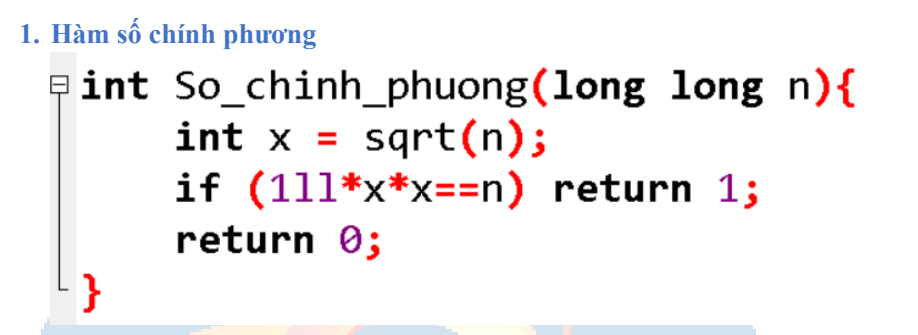 1. Hàm số chính phương
int So_chinh_phuong(long long n){
int x = sqrt(n);
if (1ll*x*x==n) return 1;
return 0;
}